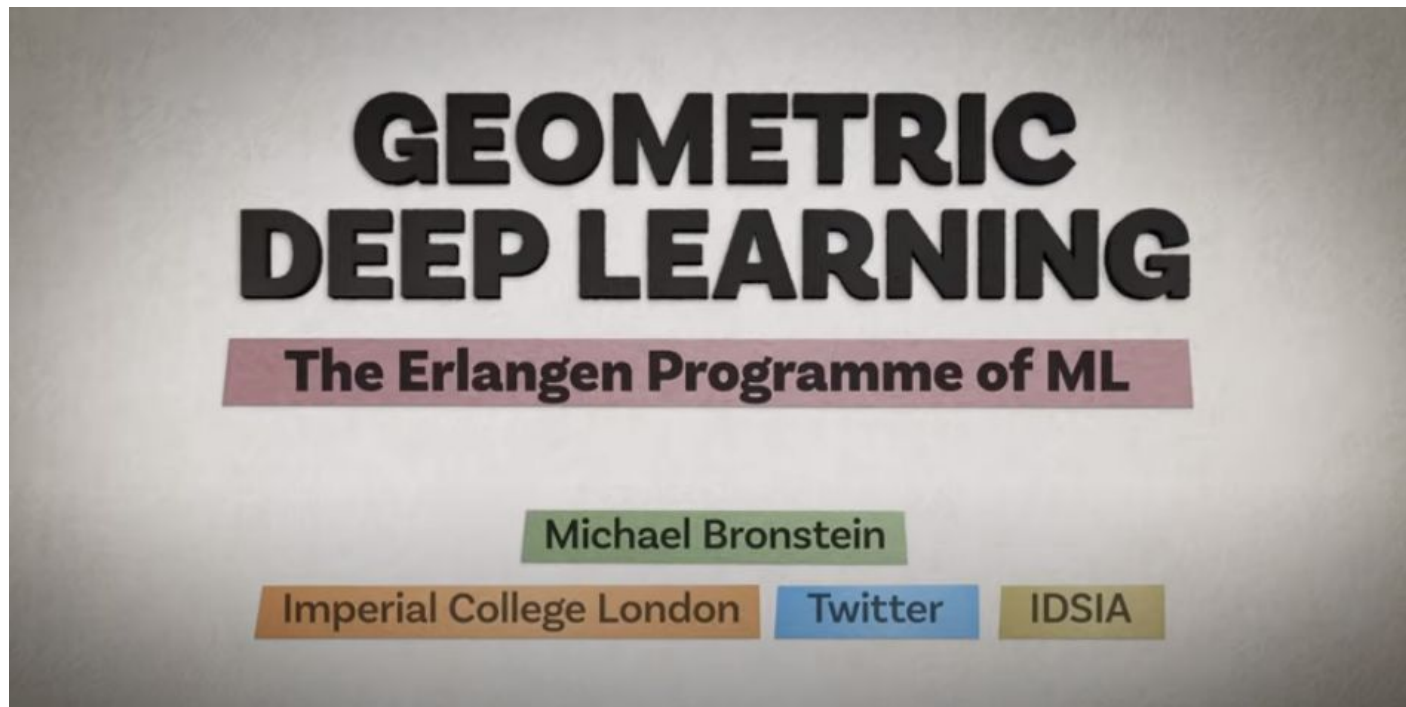 GEOMETRIC
DEEP LEARNING
The Erlangen Programme of ML
Michael Bronstein
Imperial College London Twitter IDSIA